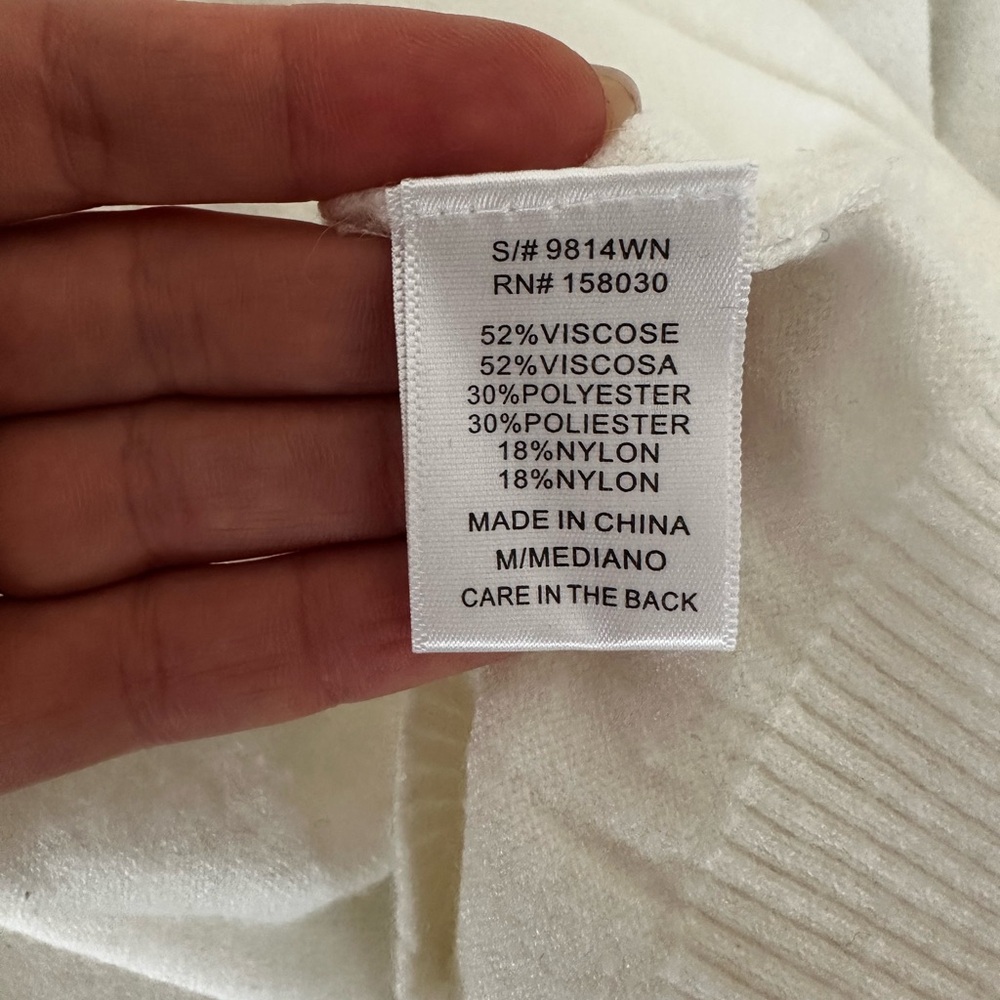 S/# 9814WN
RN# 158030
52%VISCOSE
52%VISCOSA
30%POLYESTER
30%POLIESTER
18%NYLON
18%NYLON
MADE IN CHINA
M/MEDIANO
CARE IN THE BACK